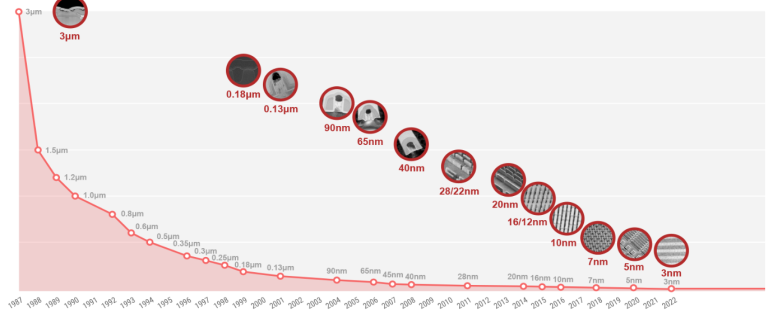 3μm
3μm
0.18μm
0.13μm
90nm
65nm
40nm
28/22nm
20nm
16/12nm
10nm
7nm
5nm
3nm
1.5μm
1.2μm
1.0μm
0.8μm
0.6μm
0.5μm
0.35μm
0.3μm
0.25μm
0.18μm
0.13μm
90nm
65nm
45nm
40nm
28nm
20nm
16nm
10nm
7nm
5nm
3nm
1987
1988
1989
1990
1991
1992
1993
1994
1995
1996
1997
1998
1999
2000
2001
2002
2003
2004
2005
2006
2007
2008
2009
2010
2011
2012
2013
2014
2015
2016
2017
2018
2019
2020
2021
2022